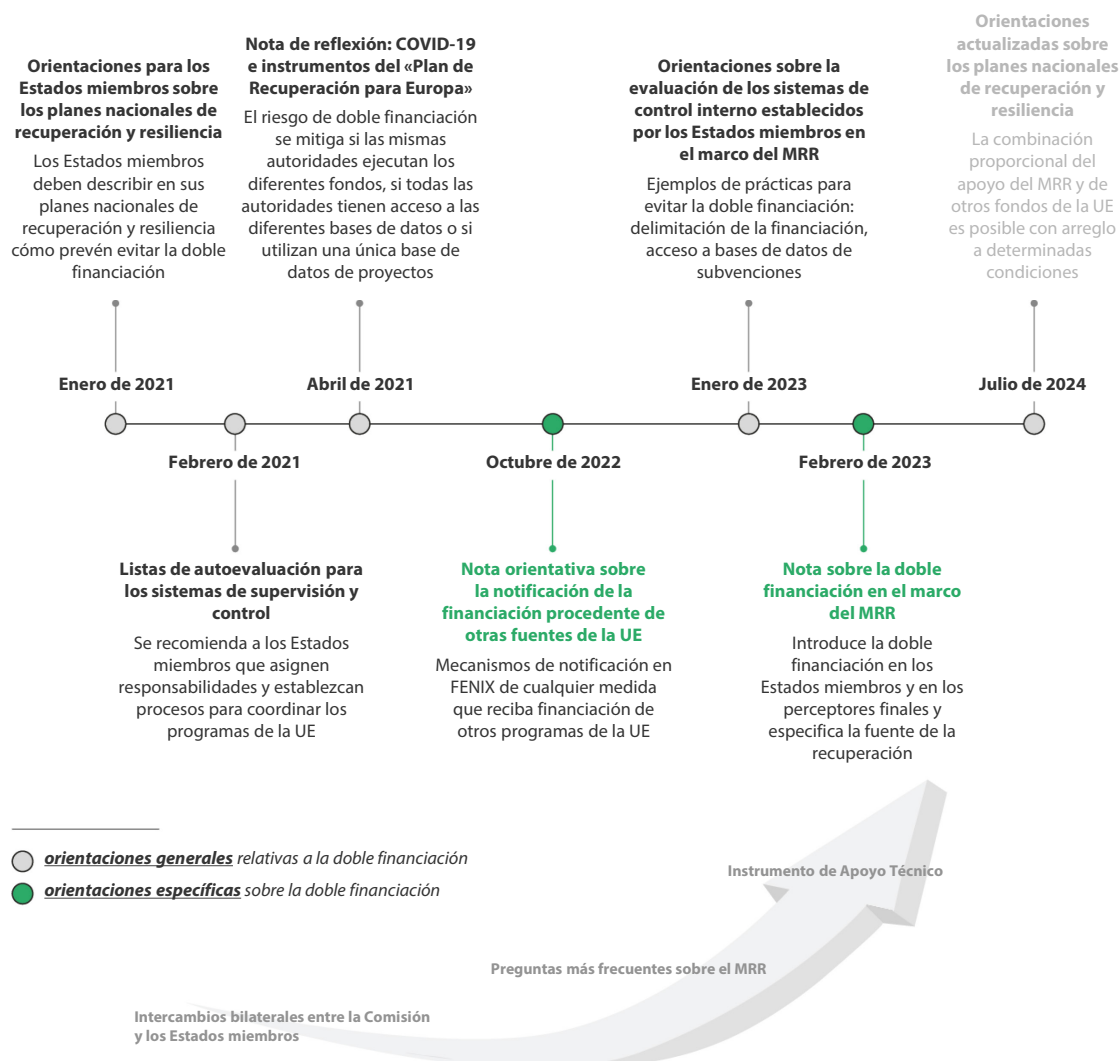 Orientaciones para los
Estados miembros sobre
los planes nacionales de
recuperación y resiliencia
Los Estados miembros
deben describir en sus
planes nacionales de
recuperación y resiliencia
cómo prevén evitar la doble
financiación
Nota de reflexión: COVID-19
e instrumentos del «Plan de
Recuperación para Europa»
El riesgo de doble financiación
se mitiga si las mismas
autoridades ejecutan los
diferentes fondos, si todas las
autoridades tienen acceso a las
diferentes bases de datos o si
utilizan una única base de
datos de proyectos
Orientaciones sobre la
evaluación de los sistemas de
control interno establecidos
por los Estados miembros en
el marco del MRR
Ejemplos de prácticas para
evitar la doble financiación:
delimitación de la financiación,
acceso a bases de datos de
subvenciones
Orientaciones
actualizadas sobre
los planes nacionales
de recuperación y
resiliencia
La combinación
proporcional del
apoyo del MRR y de
otros fondos de la UE
es posible con arreglo
a determinadas
condiciones
Enero de 2021
Abril de 2021
Enero de 2023
Julio de 2024
Febrero de 2021
Octubre de 2022
Febrero de 2023
Listas de autoevaluación para
los sistemas de supervisión y
control
Se recomienda a los Estados
miembros que asignen
responsabilidades y establezcan
procesos para coordinar los
programas de la UE
Nota orientativa sobre
la notificación de la
financiación procedente de
otras fuentes de la UE
Mecanismos de notificación en
FENIX de cualquier medida
que reciba financiación de
otros programas de la UE
Nota sobre la doble
financiación en el marco
del MRR
Introduce la doble
financiación en los
Estados miembros y en los
perceptores finales y
especifica la fuente de la
recuperación
orientaciones generales relativas a la doble financiación
orientaciones específicas sobre la doble financiación
Instrumento de Apoyo Técnico
Preguntas más frecuentes sobre el MRR
Intercambios bilaterales entre la Comisión
y los Estados miembros